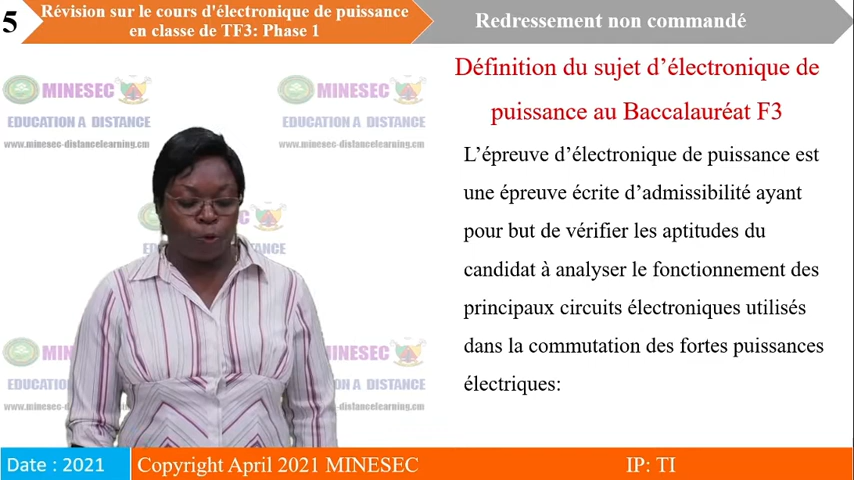 5
Révision sur le cours d'électronique de puissance
en classe de TF3: Phase 1
Redressement non commandé
Définition du sujet d’électronique de
puissance au Baccalauréat F3
L’épreuve d’électronique de puissance est
une épreuve écrite d’admissibilité ayant
pour but de vérifier les aptitudes du
candidat à analyser le fonctionnement des
principaux circuits électroniques utilisés
dans la commutation des fortes puissances
électriques:
MINESEC
EDUCATION A DISTANCE
www.minesec-distancelearning.cm
MINESEC
EDUCATION A DISTANCE
www.minesec-distancelearning.cm
Date : 2021
Copyright April 2021 MINESEC
IP: TI